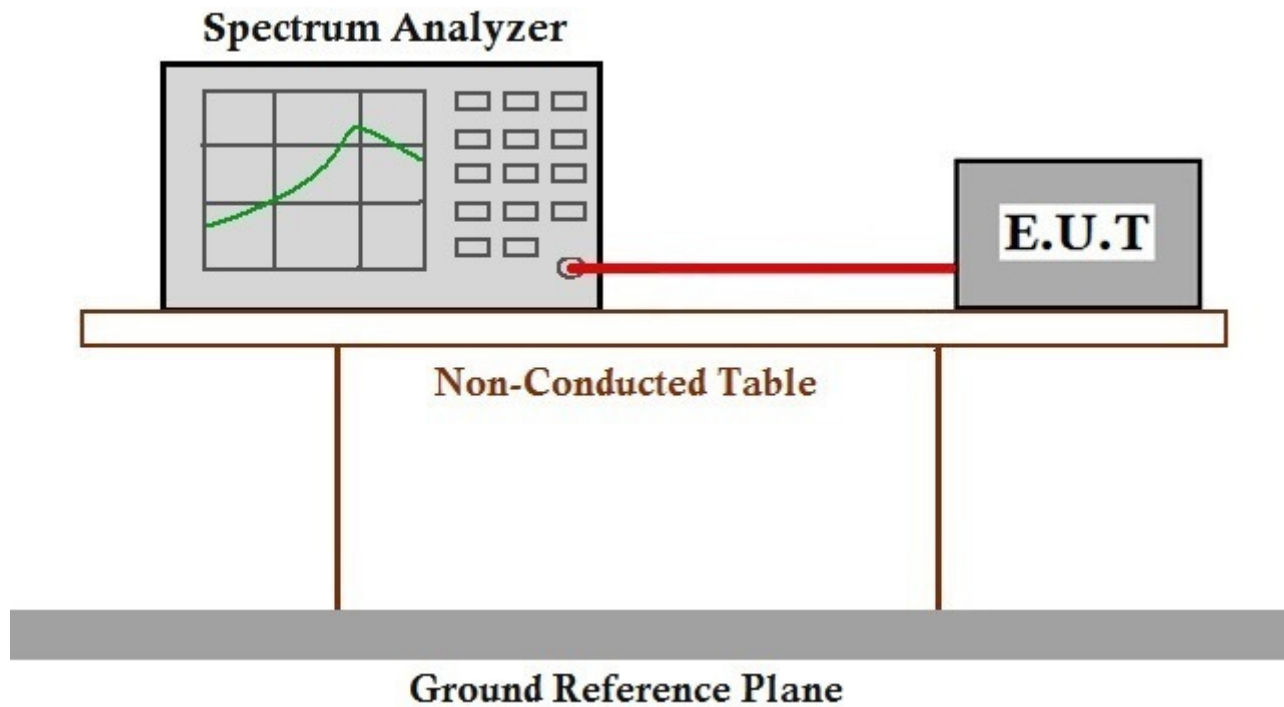 Spectrum Analyzer
E.U.T
Non-Conducted Table
Ground Reference Plane